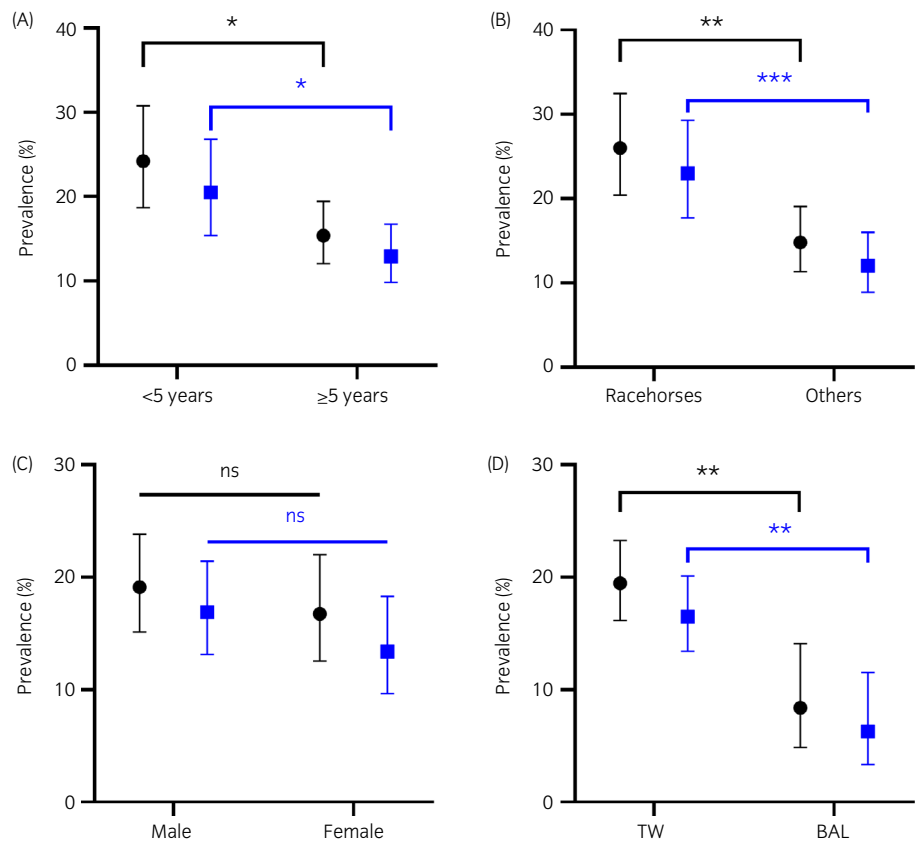 (A)
40
30
20
10
0
Prevalence (%)
*
*
<5 years
≥5 years
(B)
40
30
20
10
0
Prevalence (%)
**
***
Racehorses
Others
(C)
30
20
10
0
Prevalence (%)
ns
ns
Male
Female
(D)
30
20
10
0
Prevalence (%)
**
**
TW
BAL